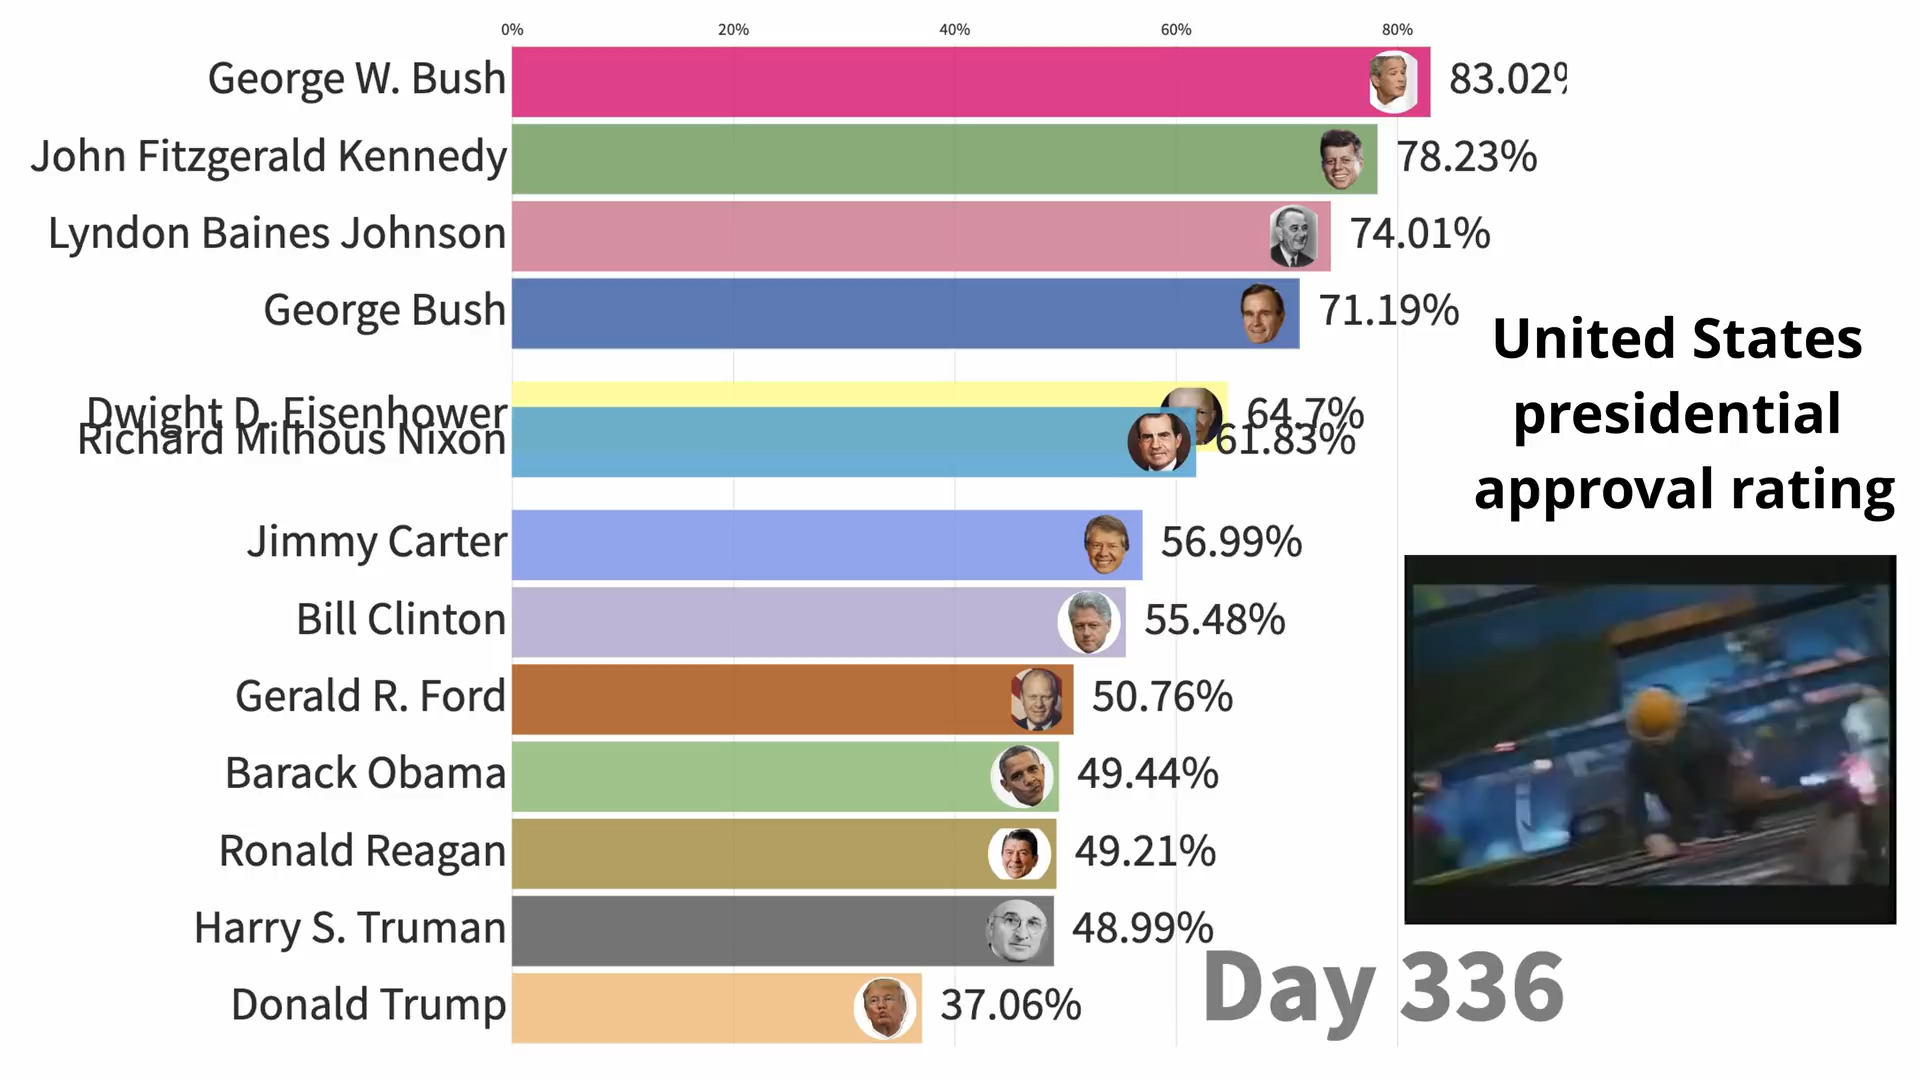 0% 20% 40% 60% 80%
George W. Bush 83.02%
John Fitzgerald Kennedy 78.23%
Lyndon Baines Johnson 74.01%
George Bush 71.19%
Dwight D. Eisenhower 64.7%
Richard Milhous Nixon 61.83%
Jimmy Carter 56.99%
Bill Clinton 55.48%
Gerald R. Ford 50.76%
Barack Obama 49.44%
Ronald Reagan 49.21%
Harry S. Truman 48.99%
Donald Trump 37.06%
United States
presidential
approval rating
Day 336